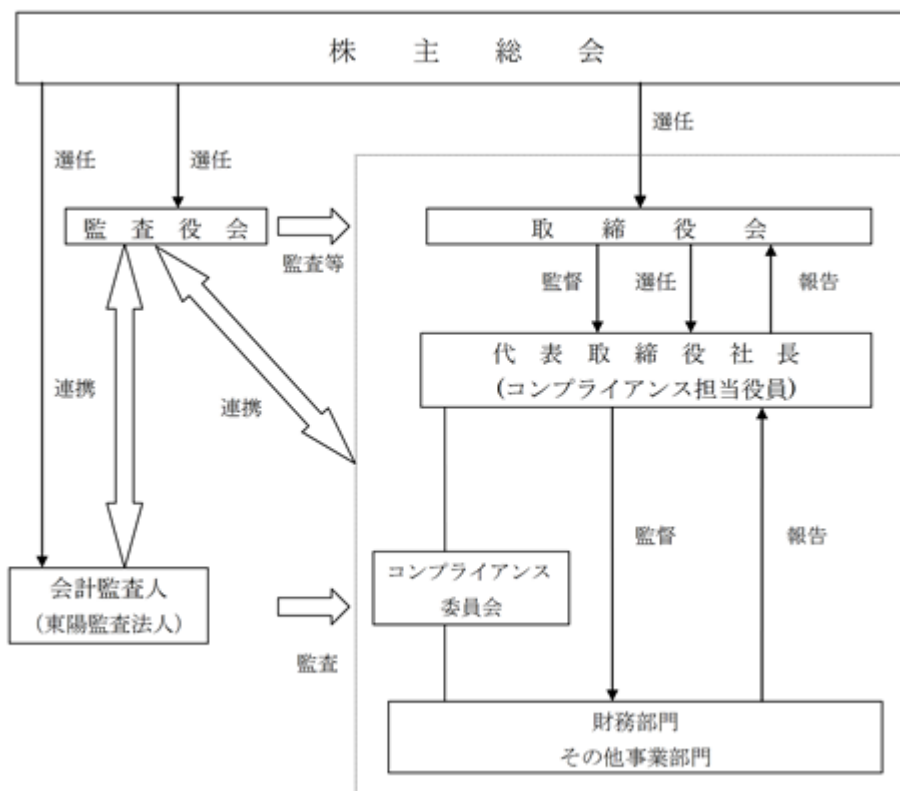 株主総会
選任
選任
選任
監査役会
監査等
取締役会
監督
選任
報告
代表取締役社長
(コンプライアンス担当役員)
連携
連携
監督
報告
コンプライアンス
委員会
会計監査人
（東陽監査法人）
監査
財務部門
その他事業部門